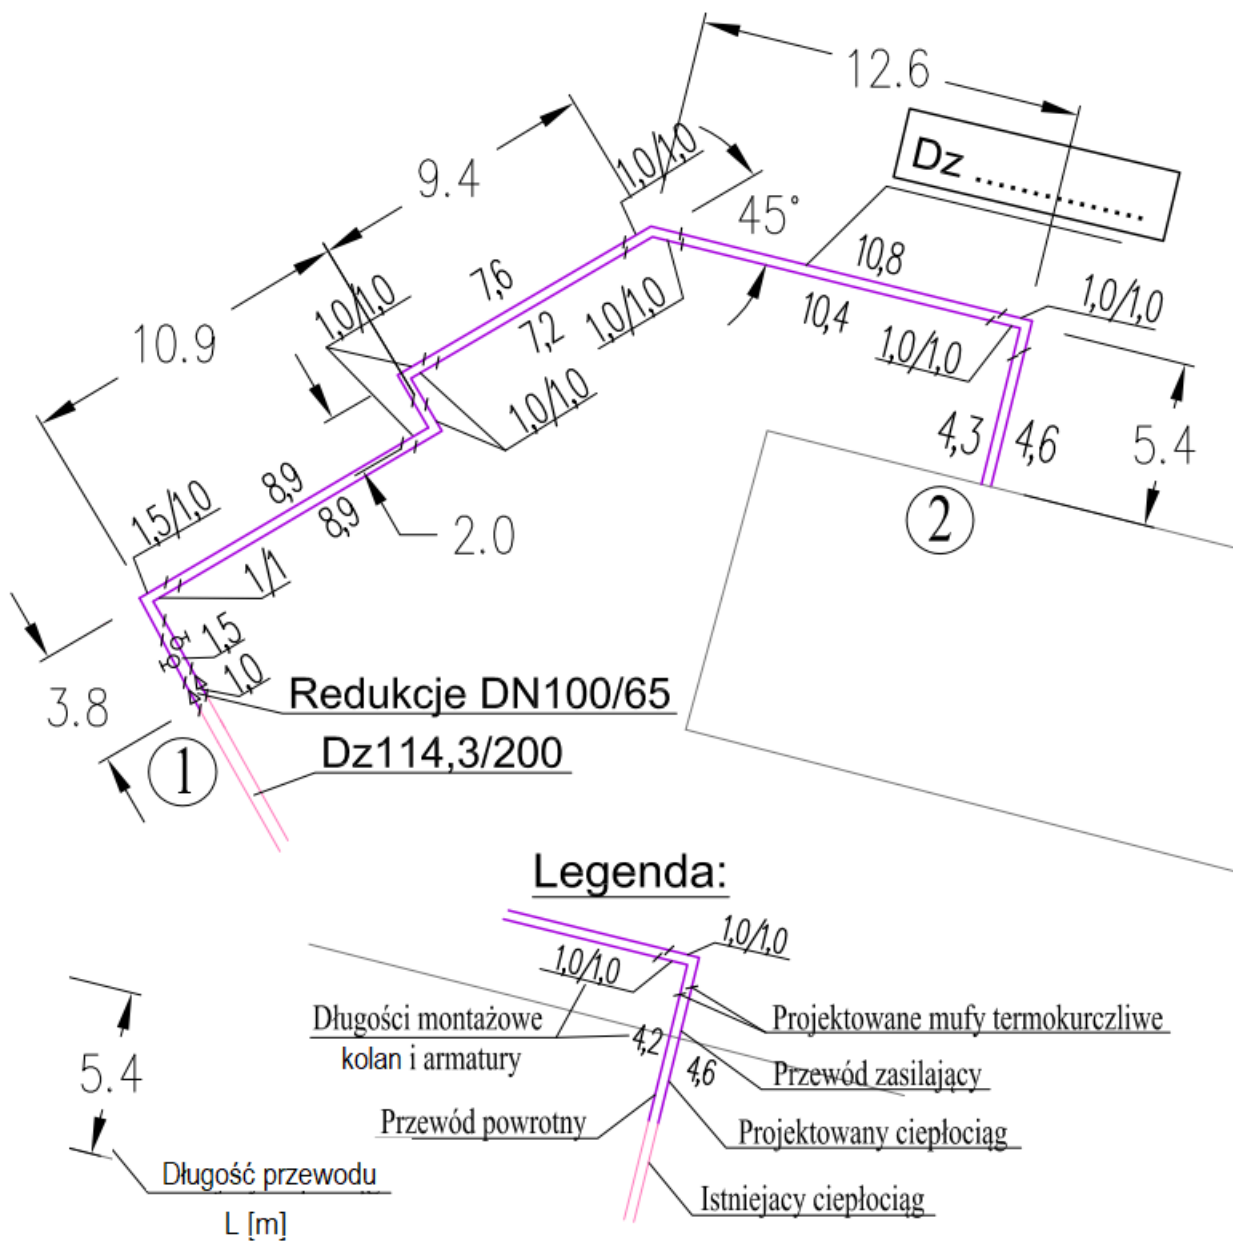 12.6
9.4
1,0/1,0
Dz ................
45°
10.9
1,0/1,0
7,6
10,8
7,2
1,0/1,0
10,4
1,0/1,0
1,0/1,0
1,0/1,0
4,3
4,6
5.4
8,9
1,5/1,0
8,9
2.0
2
1/1
1,5
1,0
3.8
Redukcje DN100/65
1
Dz114,3/200
Legenda:
1,0/1,0
1,0/1,0
Długości montażowe
kolan i armatury
4,2
4,6
Projektowane mufy termokurczliwe
5.4
Przewód zasilający
Przewód powrotny
Projektowany ciepłociąg
Długość przewodu
L [m]
Istniejacy ciepłociąg